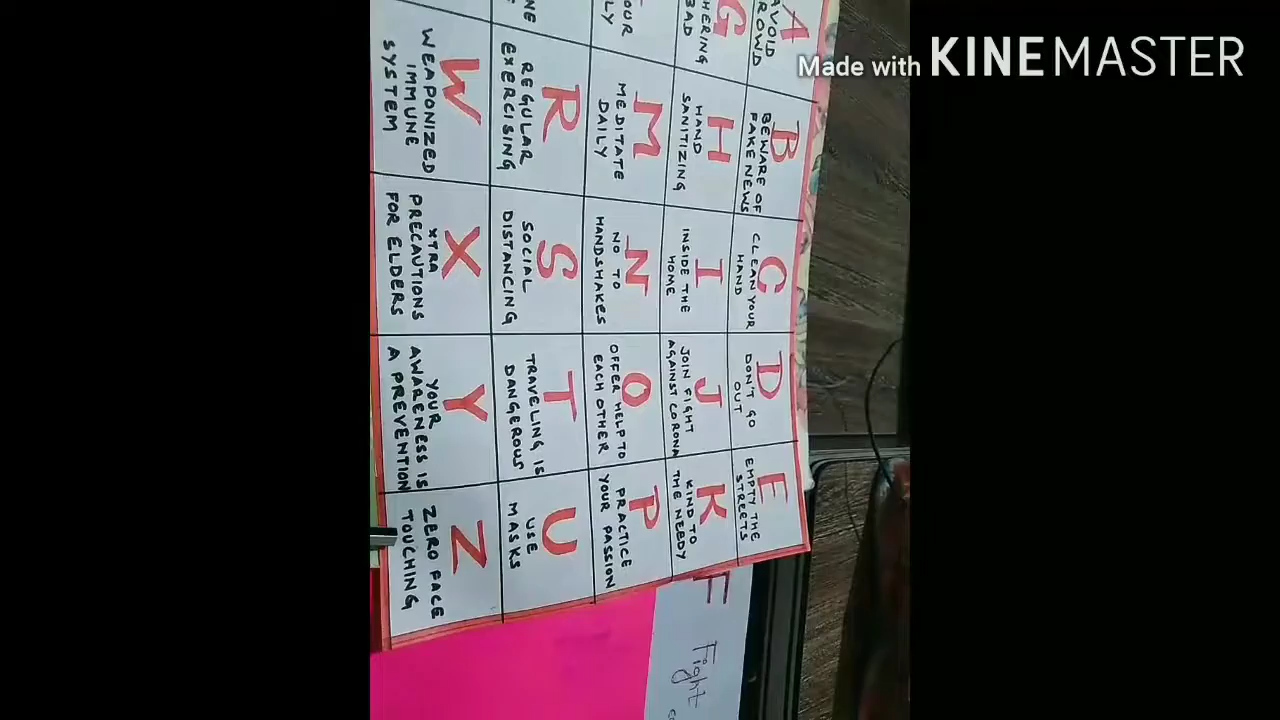 Made with KINEMASTER
A
AVOID
CROWD
B
BEWARE OF
FAKE NEWS
C
CLEAN YOUR
HAND
D
DON'T GO
OUT
E
EMPTY THE
STREETS
G
BAD
H
HAND
SANITIZING
I
INSIDE THE
HOME
J
JOIN FIGHT
AGAINST CORONA
K
KIND TO
THE NEEDY
M
MEDITATE
DAILY
N
NO TO
HANDSHAKES
O
OFFER HELP TO
EACH OTHER
P
PRACTICE
YOUR PASSION
R
REGULAR
EXERCISING
S
SOCIAL
DISTANCING
T
TRAVELING IS
DANGEROUS
U
USE
MASKS
W
WEAPONIZED
IMMUNE
SYSTEM
X
XTRA
PRECAUTIONS
FOR ELDERS
Y
YOUR
AWARENESS IS
A PREVENTION
Z
ZERO FACE
TOUCHING
F
Fight